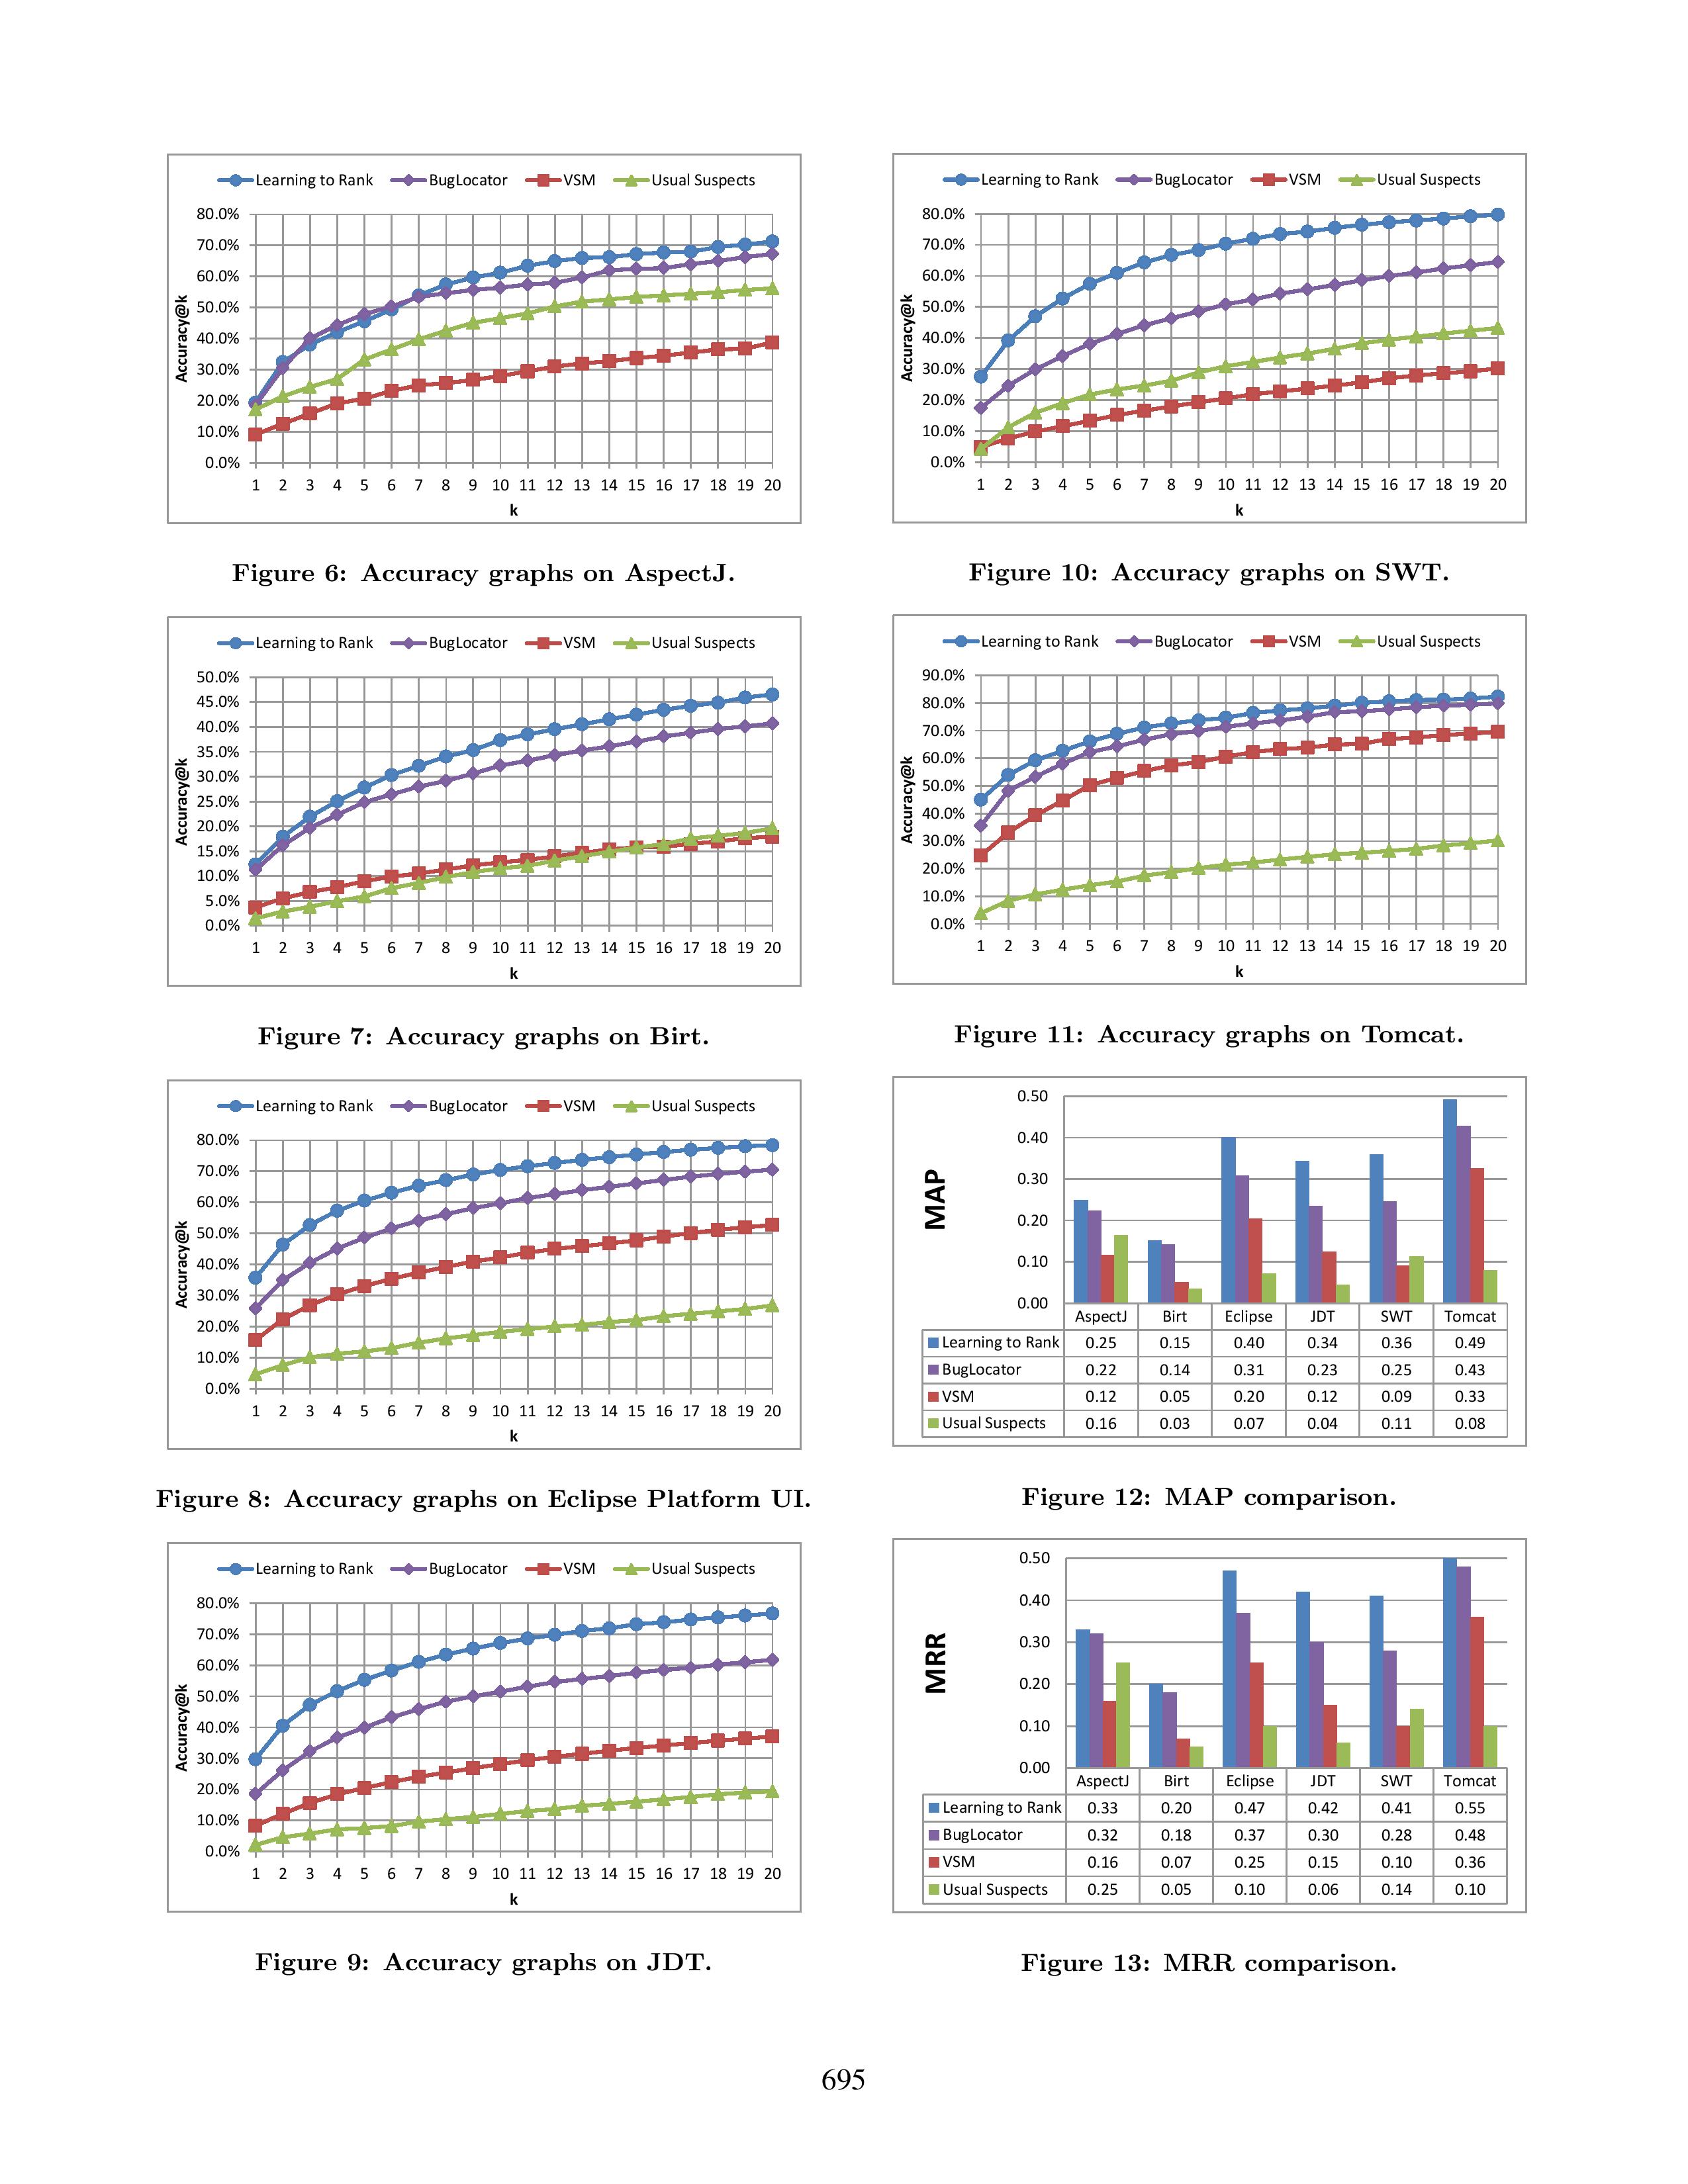 Learning to Rank BugLocator VSM Usual Suspects
80.0%
70.0%
60.0%
50.0%
40.0%
30.0%
20.0%
10.0%
0.0%
Accuracy@k
1 2 3 4 5 6 7 8 9 10 11 12 13 14 15 16 17 18 19 20
k
Figure 6: Accuracy graphs on AspectJ.
Learning to Rank BugLocator VSM Usual Suspects
50.0%
45.0%
40.0%
35.0%
30.0%
25.0%
20.0%
15.0%
10.0%
5.0%
0.0%
Accuracy@k
1 2 3 4 5 6 7 8 9 10 11 12 13 14 15 16 17 18 19 20
k
Figure 7: Accuracy graphs on Birt.
Learning to Rank BugLocator VSM Usual Suspects
80.0%
70.0%
60.0%
50.0%
40.0%
30.0%
20.0%
10.0%
0.0%
Accuracy@k
1 2 3 4 5 6 7 8 9 10 11 12 13 14 15 16 17 18 19 20
k
Figure 8: Accuracy graphs on Eclipse Platform UI.
Learning to Rank BugLocator VSM Usual Suspects
80.0%
70.0%
60.0%
50.0%
40.0%
30.0%
20.0%
10.0%
0.0%
Accuracy@k
1 2 3 4 5 6 7 8 9 10 11 12 13 14 15 16 17 18 19 20
k
Figure 9: Accuracy graphs on JDT.
Learning to Rank BugLocator VSM Usual Suspects
80.0%
70.0%
60.0%
50.0%
40.0%
30.0%
20.0%
10.0%
0.0%
Accuracy@k
1 2 3 4 5 6 7 8 9 10 11 12 13 14 15 16 17 18 19 20
k
Figure 10: Accuracy graphs on SWT.
Learning to Rank BugLocator VSM Usual Suspects
90.0%
80.0%
70.0%
60.0%
50.0%
40.0%
30.0%
20.0%
10.0%
0.0%
Accuracy@k
1 2 3 4 5 6 7 8 9 10 11 12 13 14 15 16 17 18 19 20
k
Figure 11: Accuracy graphs on Tomcat.
0.50
0.40
0.30
0.20
0.10
0.00
MAP
AspectJ Birt Eclipse JDT SWT Tomcat
Learning to Rank 0.25 0.15 0.40 0.34 0.36 0.49
BugLocator 0.22 0.14 0.31 0.23 0.25 0.43
VSM 0.12 0.05 0.20 0.12 0.09 0.33
Usual Suspects 0.16 0.03 0.07 0.04 0.11 0.08
Figure 12: MAP comparison.
0.50
0.40
0.30
0.20
0.10
0.00
MRR
AspectJ Birt Eclipse JDT SWT Tomcat
Learning to Rank 0.33 0.20 0.47 0.42 0.41 0.55
BugLocator 0.32 0.18 0.37 0.30 0.28 0.48
VSM 0.16 0.07 0.25 0.15 0.10 0.36
Usual Suspects 0.25 0.05 0.10 0.06 0.14 0.10
Figure 13: MRR comparison.
695